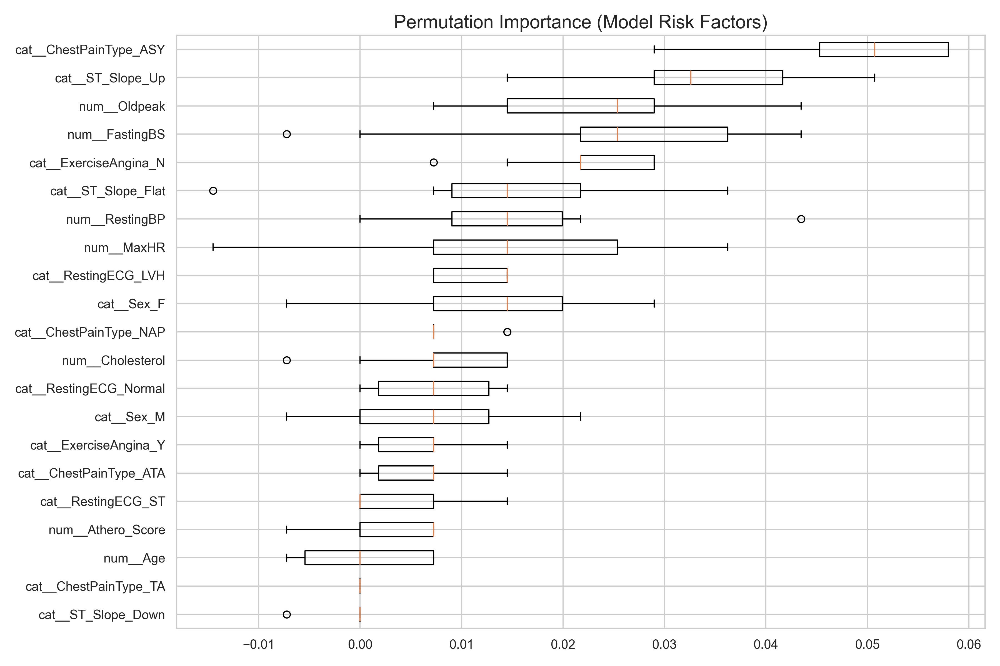 Permutation Importance (Model Risk Factors)
cat__ChestPainType_ASY
cat__ST_Slope_Up
num__Oldpeak
num__FastingBS
cat__ExerciseAngina_N
cat__ST_Slope_Flat
num__RestingBP
num__MaxHR
cat__RestingECG_LVH
cat__Sex_F
cat__ChestPainType_NAP
num__Cholesterol
cat__RestingECG_Normal
cat__Sex_M
cat__ExerciseAngina_Y
cat__ChestPainType_ATA
cat__RestingECG_ST
num__Athero_Score
num__Age
cat__ChestPainType_TA
cat__ST_Slope_Down
−0.01 0.00 0.01 0.02 0.03 0.04 0.05 0.06